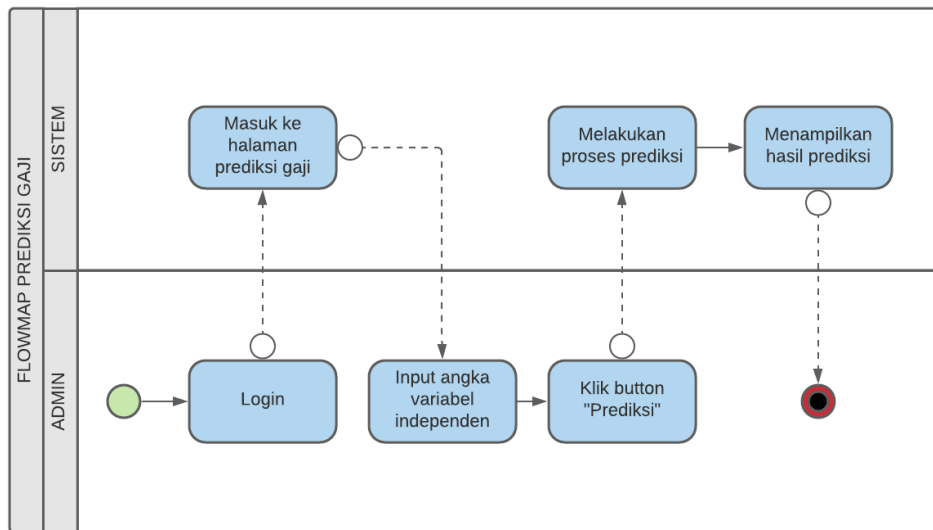 FLOWMAP PREDIKSI GAJI
SISTEM
Masuk ke
halaman
prediksi gaji
Melakukan
proses prediksi
Menampilkan
hasil prediksi
ADMIN
Login
Input angka
variabel
independen
Klik button
"Prediksi"